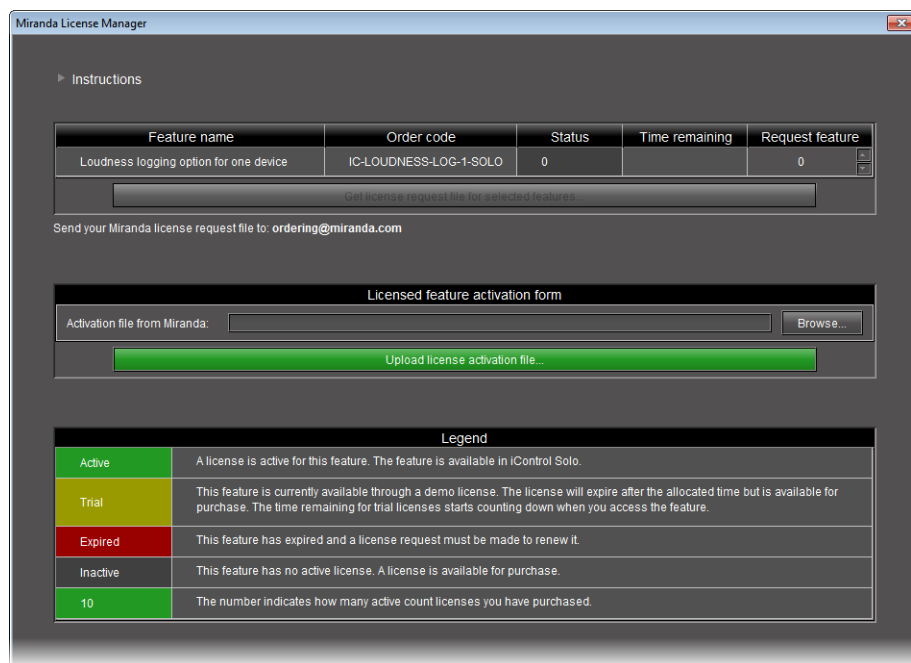 Miranda License Manager
Instructions
Feature name Order code Status Time remaining Request feature
Loudness logging option for one device IC-LOUDNESS-LOG-1-SOLO 0 0
Get license request file for selected features...
Send your Miranda license request file to: ordering@miranda.com
Licensed feature activation form
Activation file from Miranda: Browse...
Upload license activation file...
Legend
Active A license is active for this feature. The feature is available in iControl Solo.
Trial This feature is currently available through a demo license. The license will expire after the allocated time but is available for
purchase. The time remaining for trial licenses starts counting down when you access the feature.
Expired This feature has expired and a license request must be made to renew it.
Inactive This feature has no active license. A license is available for purchase.
10 The number indicates how many active count licenses you have purchased.